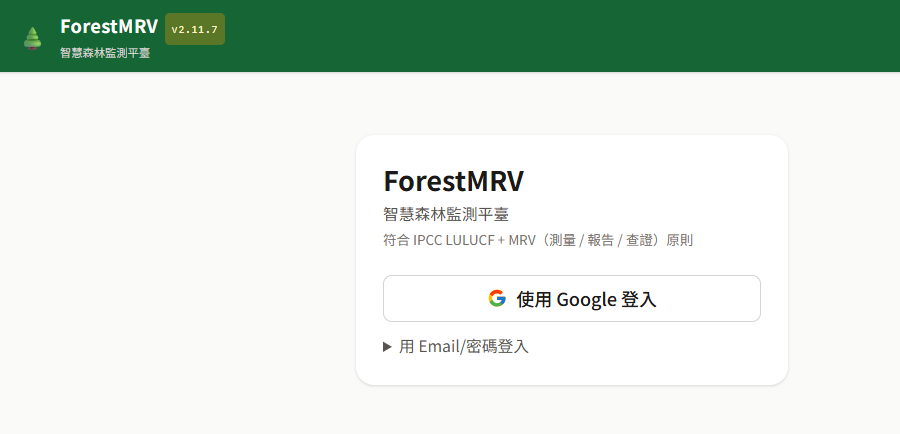 ForestMRV v2.11.7
智慧森林監測平臺
ForestMRV
智慧森林監測平臺
符合 IPCC LULUCF + MRV（測量 / 報告 / 查證）原則
使用 Google 登入
▶ 用 Email/密碼登入